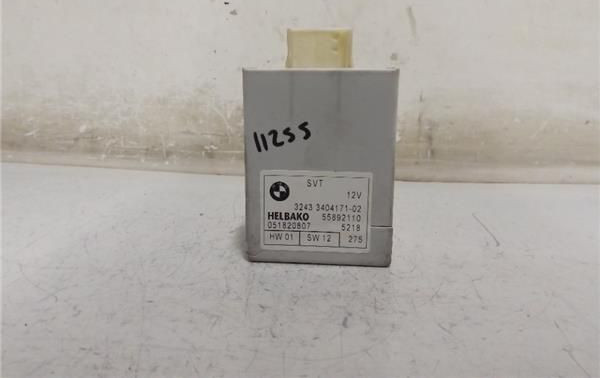 11255
SVT
12V
3243 3404171-02
HELBAKO 55892110
051820807 5218
HW 01 SW 12 275